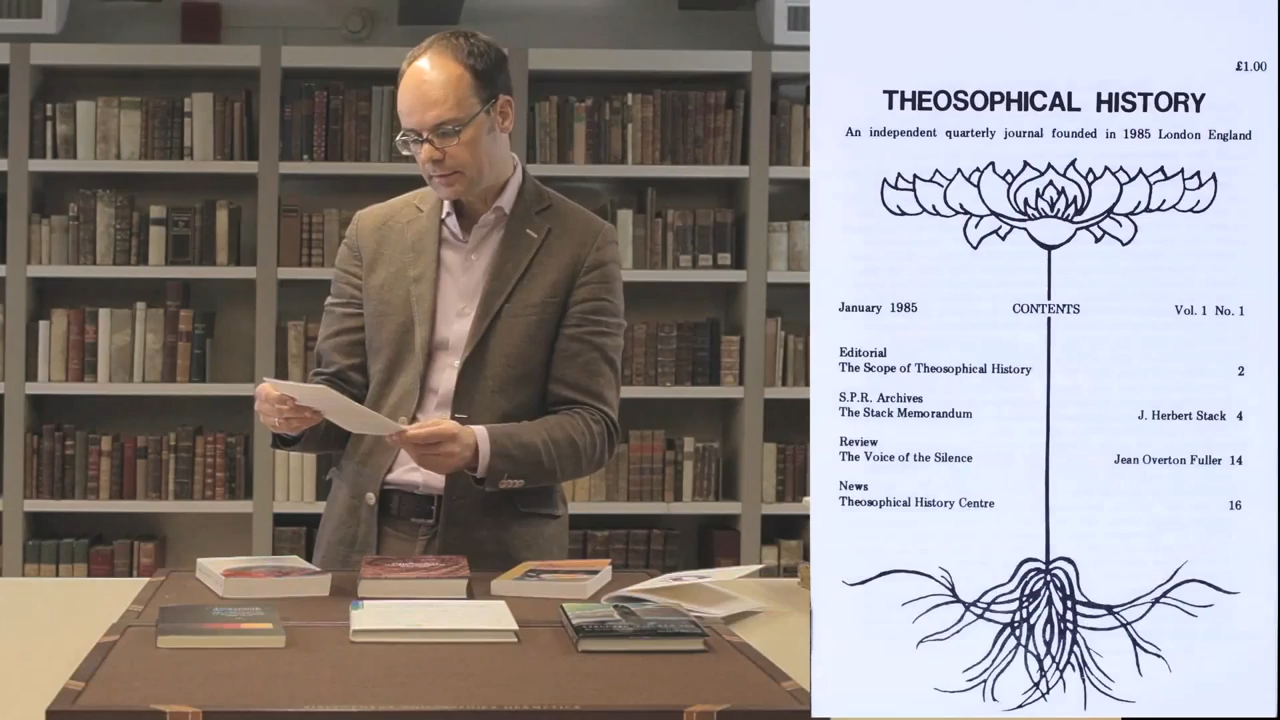 £1.00
THEOSOPHICAL HISTORY
An independent quarterly journal founded in 1985 London England
January 1985 CONTENTS Vol. 1 No. 1
Editorial
The Scope of Theosophical History 2
S.P.R. Archives
The Stack Memorandum J. Herbert Stack 4
Review
The Voice of the Silence Jean Overton Fuller 14
News
Theosophical History Centre 16